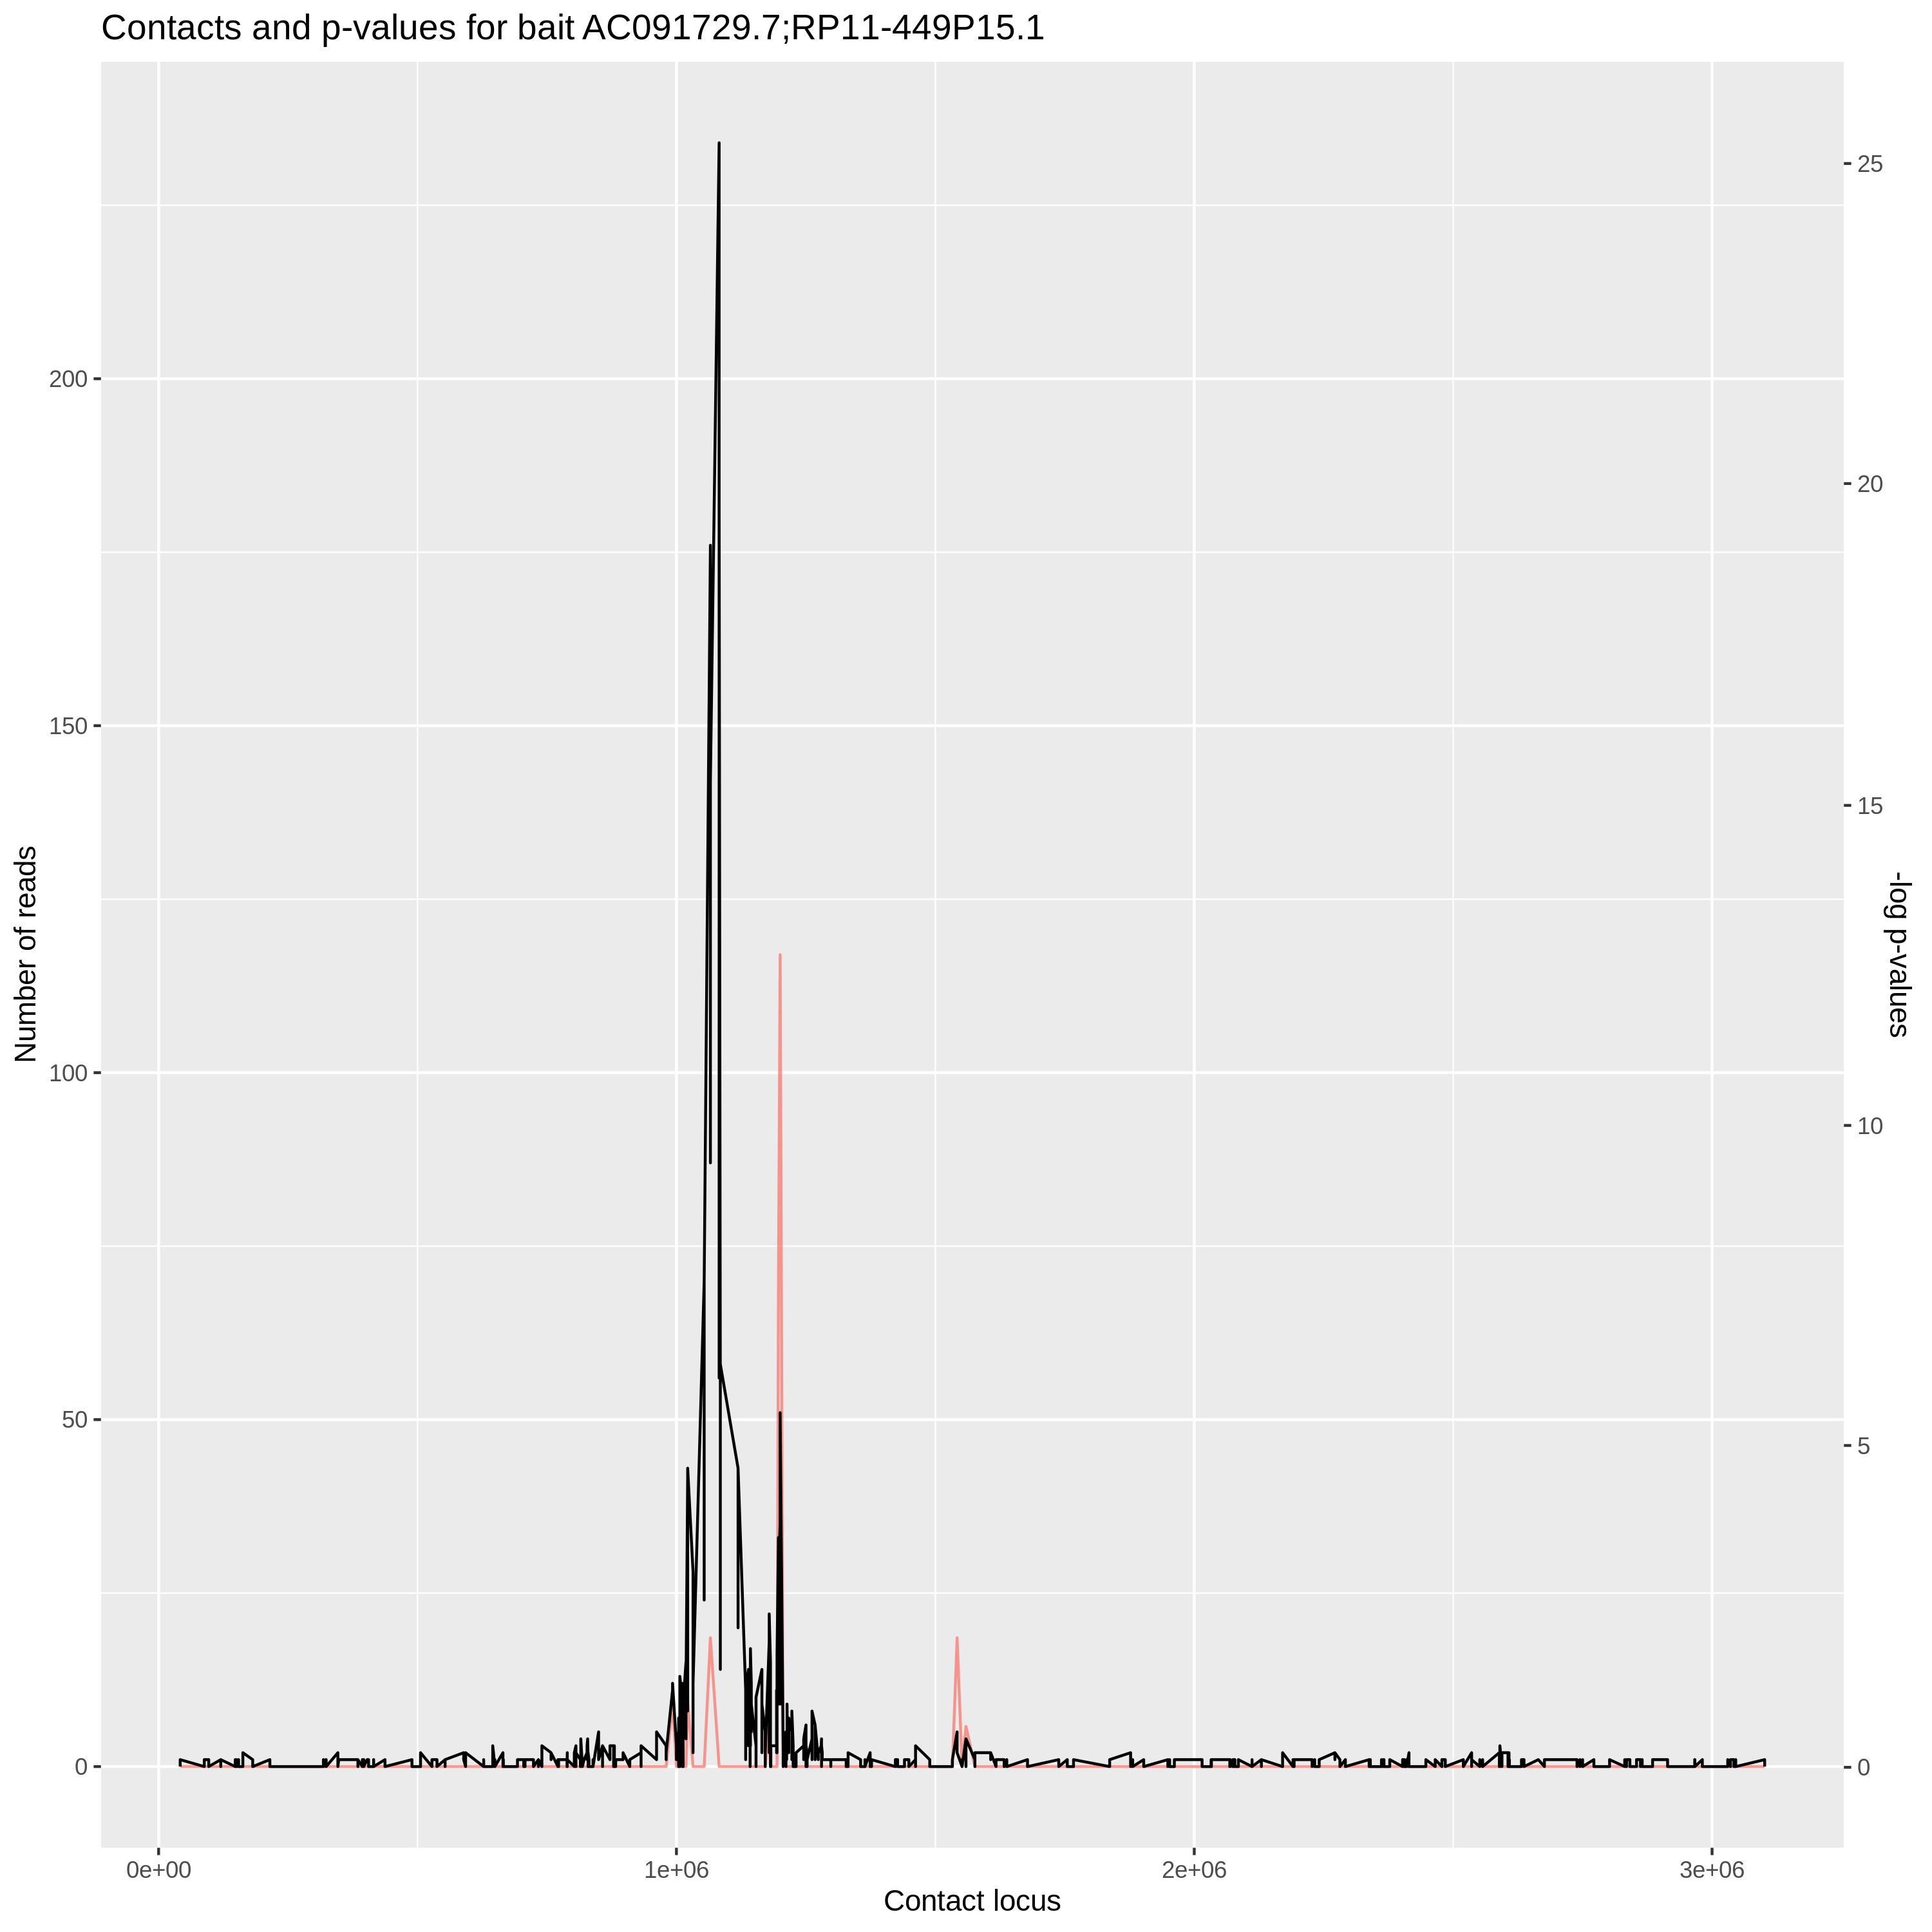 Contacts and p-values for bait AC091729.7;RP11-449P15.1
Number of reads
200
150
100
50
0
25
20
15
10
5
0
-log p-values
0e+00
1e+06
2e+06
3e+06
Contact locus